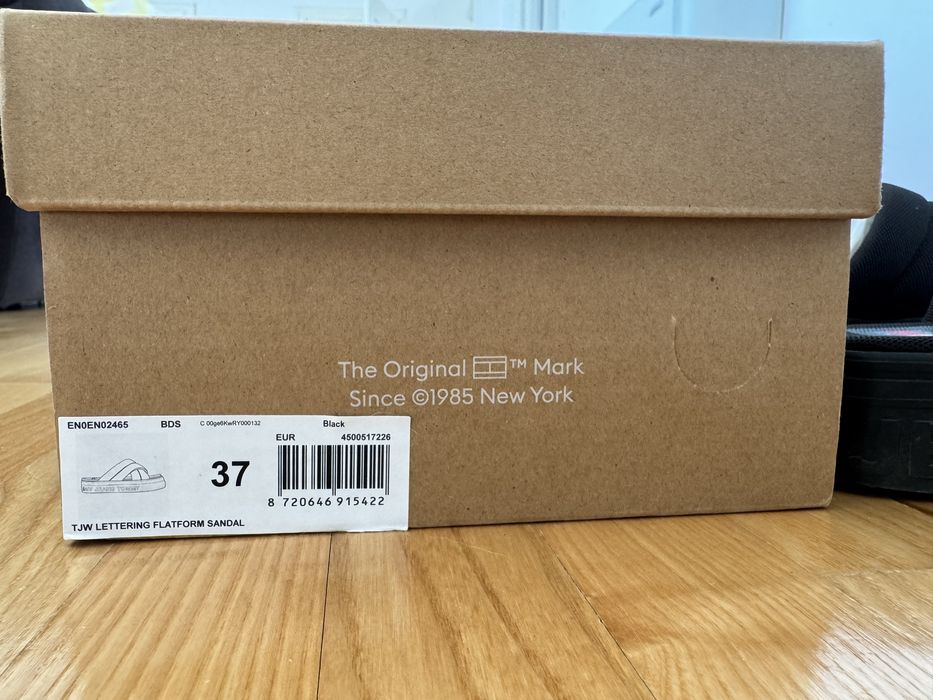 The Original ™ Mark
Since ©1985 New York
EN0EN02465 BDS C 00ge6KwRY000132 Black
EUR 4500517226
37
8 720646 915422
TJW LETTERING FLATFORM SANDAL